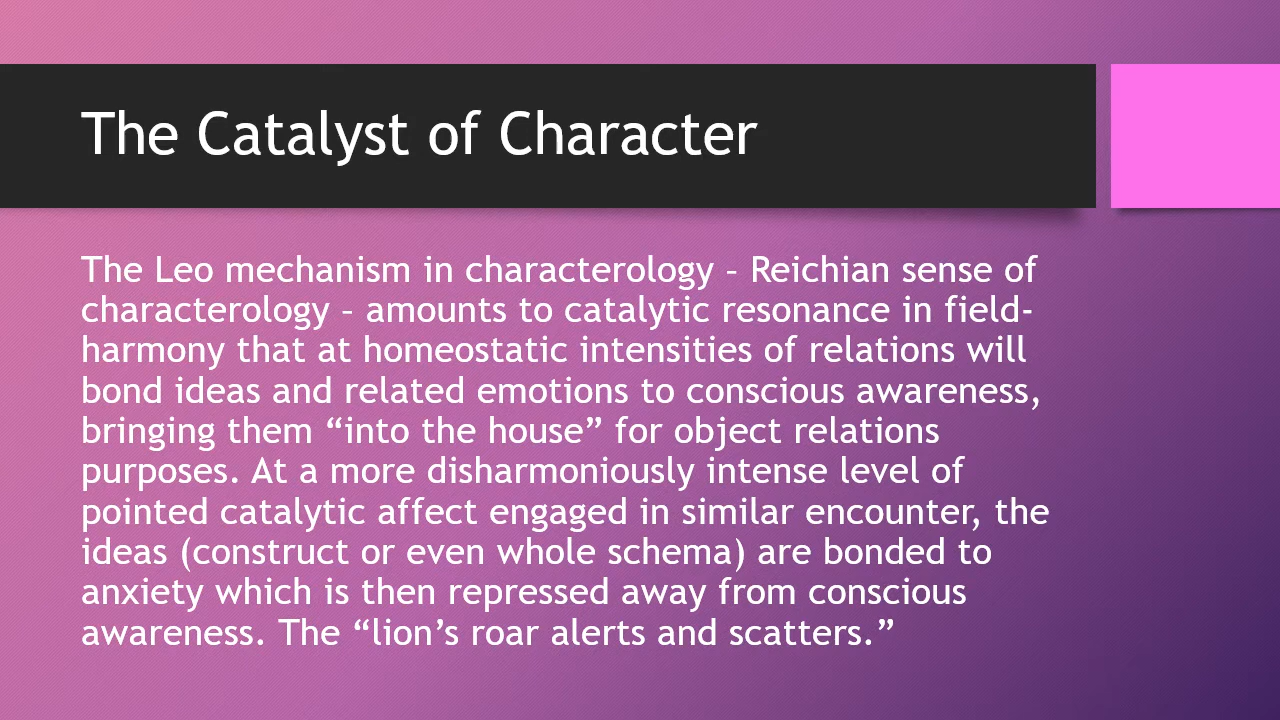 The Catalyst of Character
The Leo mechanism in characterology – Reichian sense of
characterology – amounts to catalytic resonance in field-
harmony that at homeostatic intensities of relations will
bond ideas and related emotions to conscious awareness,
bringing them “into the house” for object relations
purposes. At a more disharmoniously intense level of
pointed catalytic affect engaged in similar encounter, the
ideas (construct or even whole schema) are bonded to
anxiety which is then repressed away from conscious
awareness. The “lion’s roar alerts and scatters.”